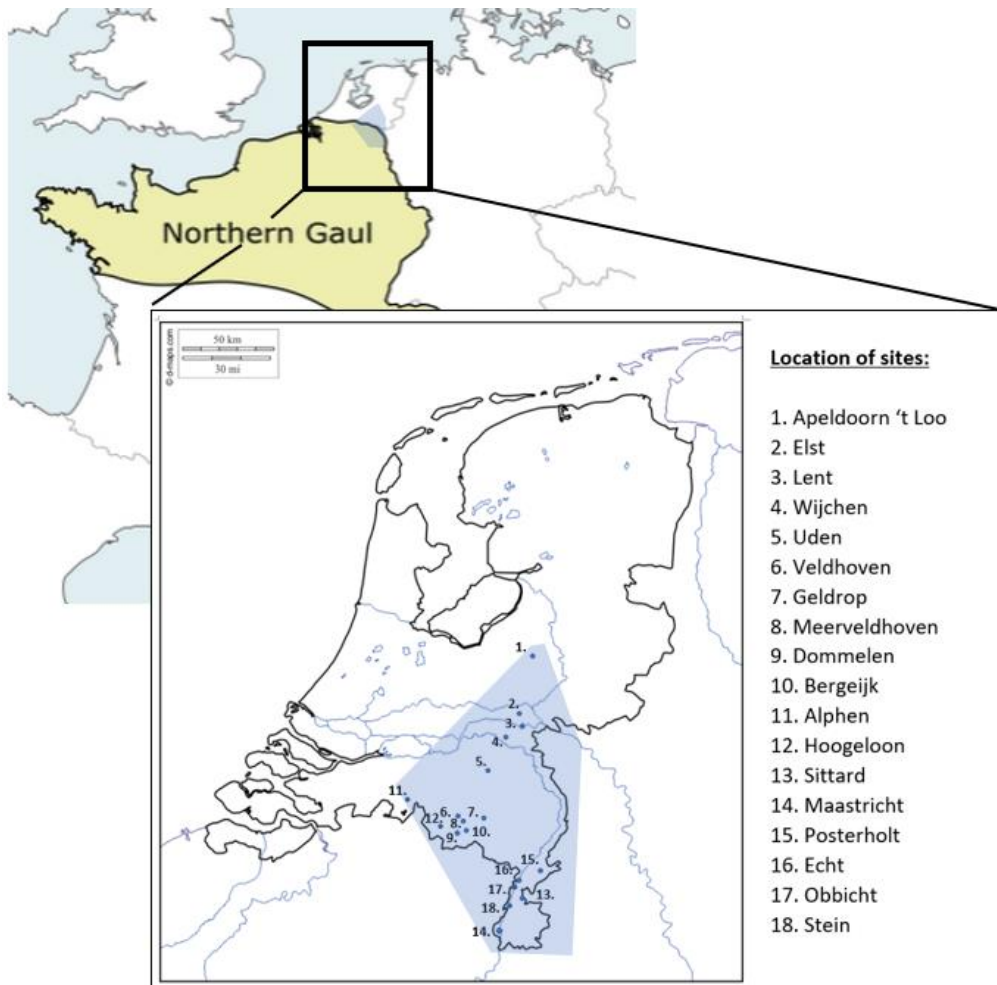 Northern Gaul
50 km
30 mi
© d-maps.com
1.
2.
3.
4.
5.
11.
6.
7.
12.
8.
10.
9.
15.
16.
17.
13.
18.
14.
Location of sites:
1. Apeldoorn ‘t Loo
2. Elst
3. Lent
4. Wijchen
5. Uden
6. Veldhoven
7. Geldrop
8. Meerveldhoven
9. Dommelen
10. Bergeijk
11. Alphen
12. Hoogeloon
13. Sittard
14. Maastricht
15. Posterholt
16. Echt
17. Obbicht
18. Stein